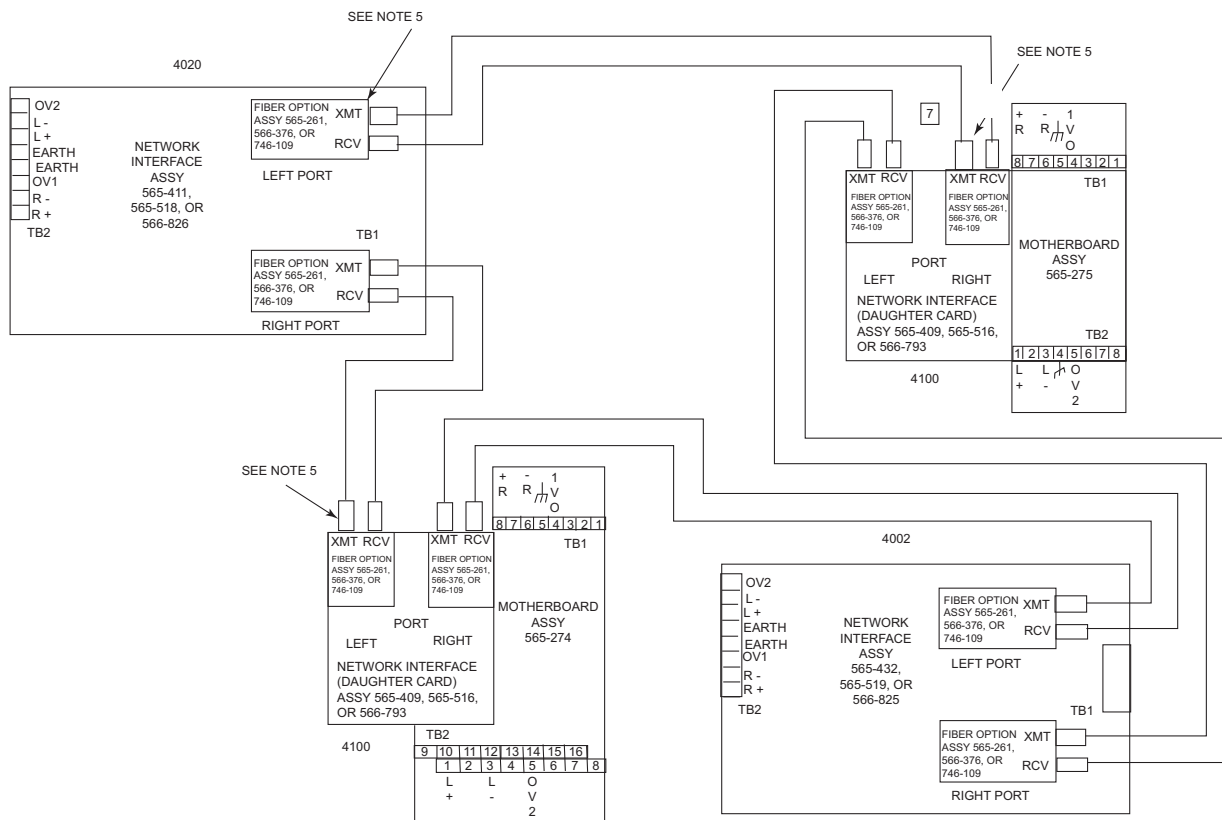 SEE NOTE 5
4020
OV2
L -
L +
EARTH
EARTH
OV1
R -
R +
TB2
NETWORK
INTERFACE
ASSY
565-411,
565-518, OR
566-826
FIBER OPTION
ASSY 565-261,
566-376, OR
746-109
XMT
RCV
LEFT PORT
TB1
FIBER OPTION
ASSY 565-261,
566-376, OR
746-109
XMT
RCV
RIGHT PORT
SEE NOTE 5
7
+ - 1
R R V
O
8 7 6 5 4 3 2 1
TB1
XMT RCV
FIBER OPTION
ASSY 565-261,
566-376, OR
746-109
XMT RCV
FIBER OPTION
ASSY 565-261,
566-376, OR
746-109
PORT
LEFT RIGHT
NETWORK INTERFACE
(DAUGHTER CARD)
ASSY 565-409, 565-516,
OR 566-793
4100
MOTHERBOARD
ASSY
565-275
TB2
1 2 3 4 5 6 7 8
L L O
+ - V
2
SEE NOTE 5
+ - 1
R R V
O
8 7 6 5 4 3 2 1
TB1
XMT RCV
FIBER OPTION
ASSY 565-261,
566-376, OR
746-109
XMT RCV
FIBER OPTION
ASSY 565-261,
566-376, OR
746-109
PORT
LEFT RIGHT
NETWORK INTERFACE
(DAUGHTER CARD)
ASSY 565-409, 565-516,
OR 566-793
4100
MOTHERBOARD
ASSY
565-274
TB2
9 10 11 12 13 14 15 16
1 2 3 4 5 6 7 8
L L O
+ - V
2
4002
OV2
L -
L +
EARTH
EARTH
OV1
R -
R +
TB2
NETWORK
INTERFACE
ASSY
565-432,
565-519, OR
566-825
FIBER OPTION
ASSY 565-261,
566-376, OR
746-109
XMT
RCV
LEFT PORT
TB1
FIBER OPTION
ASSY 565-261,
566-376, OR
746-109
XMT
RCV
RIGHT PORT